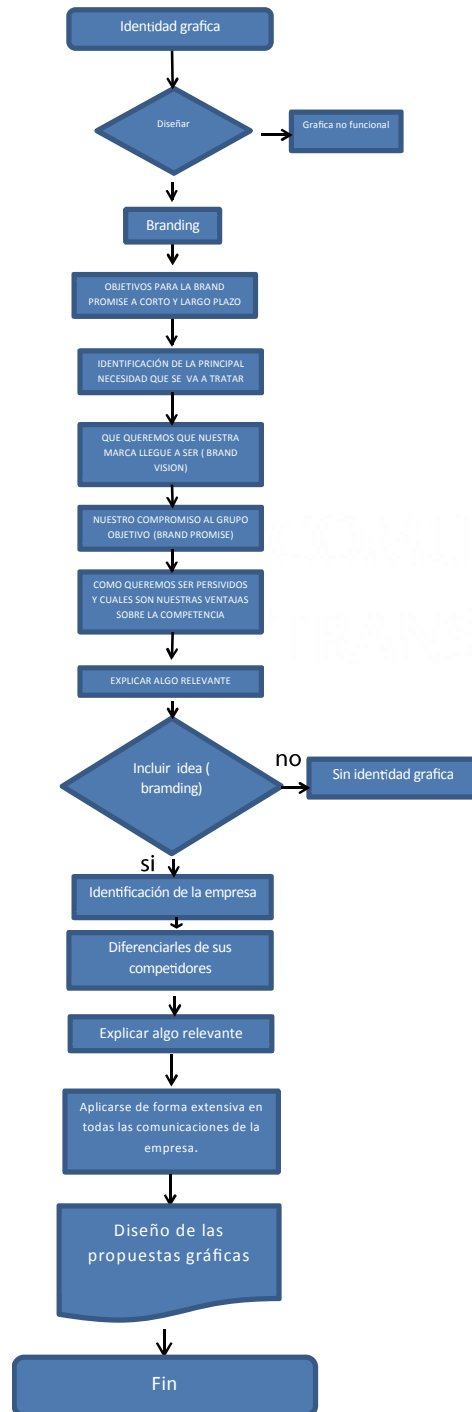 Identidad grafica
Diseñar
Grafica no funcional
Branding
OBJETIVOS PARA LA BRAND
PROMISE A CORTO Y LARGO PLAZO
IDENTIFICACIÓN DE LA PRINCIPAL
NECESIDAD QUE SE VA A TRATAR
QUE QUEREMOS QUE NUESTRA
MARCA LLEGUE A SER ( BRAND
VISION)
NUESTRO COMPROMISO AL GRUPO
OBJETIVO (BRAND PROMISE)
COMO QUEREMOS SER PERSIVIDOS
Y CUALES SON NUESTRAS VENTAJAS
SOBRE LA COMPETENCIA
EXPLICAR ALGO RELEVANTE
Incluir idea (
bramding)
no
Sin identidad grafica
si
Identificación de la empresa
Diferenciarles de sus
competidores
Explicar algo relevante
Aplicarse de forma extensiva en
todas las comunicaciones de la
empresa.
Diseño de las
propuestas gráficas
Fin